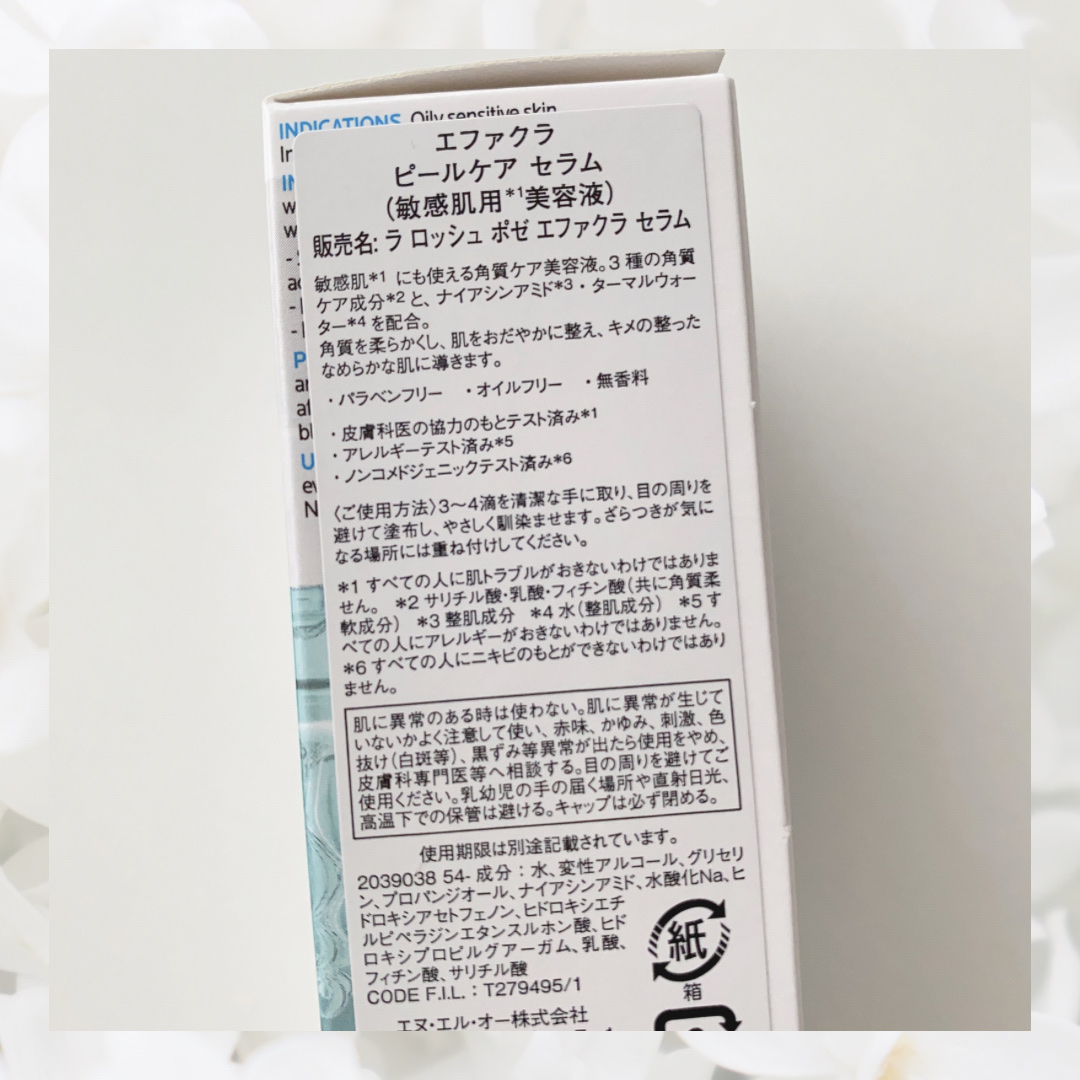 INDICATIONS Oily sensitive skin
エファクラ
ピールケア セラム
(敏感肌用*1美容液)
販売名: ラ ロッシュ ポゼ エファクラ セラム
敏感肌*1 にも使える角質ケア美容液。3 種の角質
ケア成分*2 と、ナイアシンアミド*3・ターマルウォー
ター*4 を配合。
角質を柔らかくし、肌をおだやかに整え、キメの整った
なめらかな肌に導きます。
・パラベンフリー ・オイルフリー ・無香料
・皮膚科医の協力のもとテスト済み*1
・アレルギーテスト済み*5
・ノンコメドジェニックテスト済み*6
〈ご使用方法〉3〜4滴を清潔な手に取り、目の周りを
避けて塗布し、やさしく馴染ませます。ざらつきが気に
なる場所には重ね付けしてください。
*1 すべての人に肌トラブルがおきないわけではありま
せん。 *2 サリチル酸・乳酸・フィチン酸(共に角質柔
軟成分) *3 整肌成分 *4 水(整肌成分) *5 す
べての人にアレルギーがおきないわけではありません。
*6 すべての人にニキビのもとができないわけではあり
ません。
肌に異常のある時は使わない。肌に異常が生じて
いないかよく注意して使い、赤味、かゆみ、刺激、色
抜け(白斑等)、黒ずみ等異常が出たら使用をやめ、
皮膚科専門医等へ相談する。目の周りを避けてご
使用ください。乳幼児の手の届く場所や直射日光、
高温下での保管は避ける。キャップは必ず閉める。
使用期限は別途記載されています。
2039038 54- 成分:水、変性アルコール、グリセリ
ン、プロパンジオール、ナイアシンアミド、水酸化Na、ヒ
ドロキシアセトフェノン、ヒドロキシエチ
ルピペラジンエタンスルホン酸、ヒド
ロキシプロピルグアーガム、乳酸、
フィチン酸、サリチル酸
CODE F.I.L. : T279495/1
紙
箱
エヌ・エル・オー株式会社